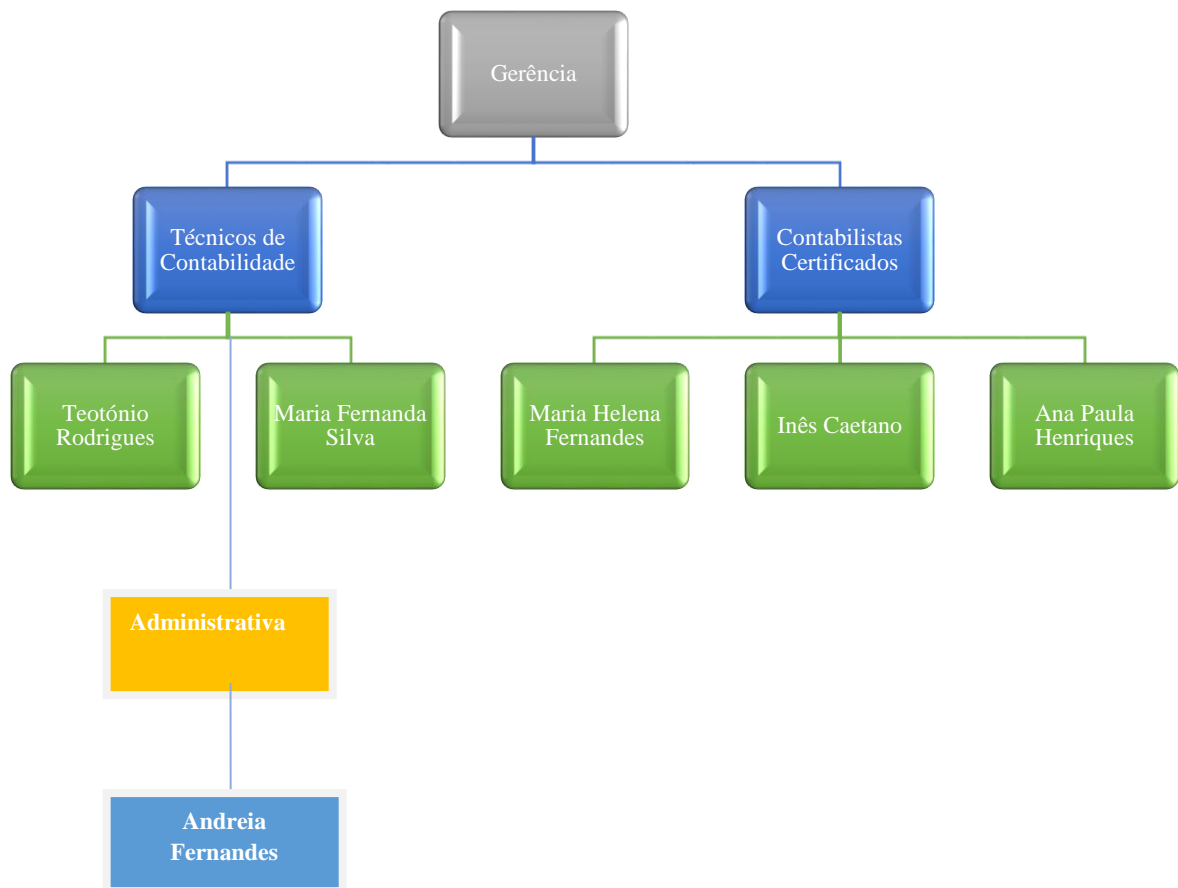 Gerência
Técnicos de
Contabilidade
Contabilistas
Certificados
Teotónio
Rodrigues
Maria Fernanda
Silva
Maria Helena
Fernandes
Inês Caetano
Ana Paula
Henriques
Administrativa
Andreia
Fernandes